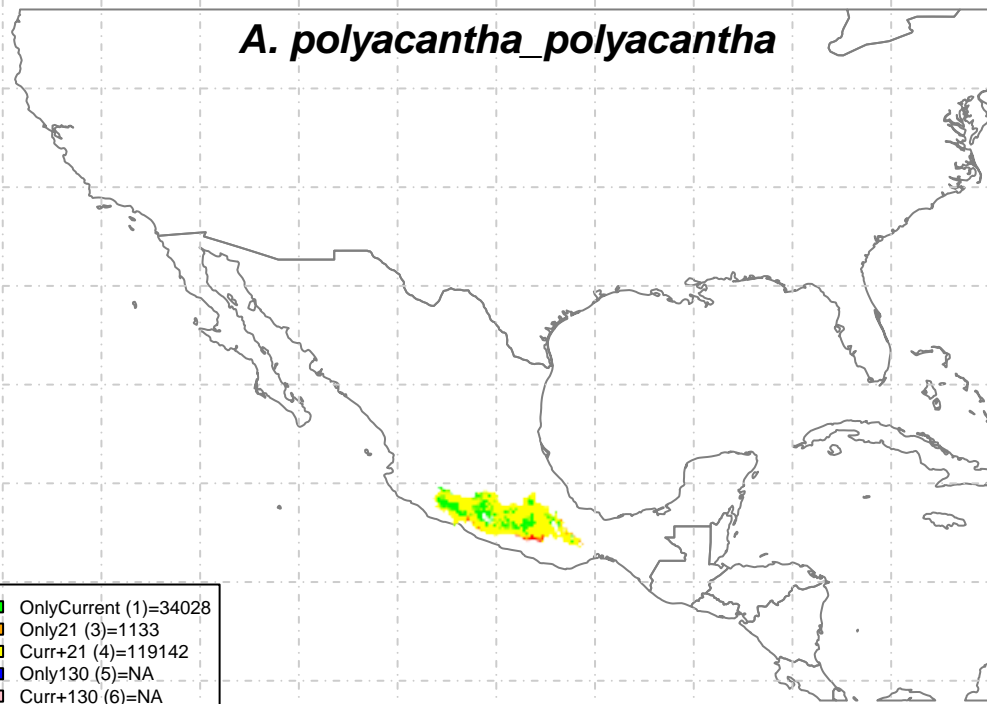 A. polyacantha_polyacantha
OnlyCurrent (1)=34028
Only21 (3)=1133
Curr+21 (4)=119142
Only130 (5)=NA
Curr+130 (6)=NA